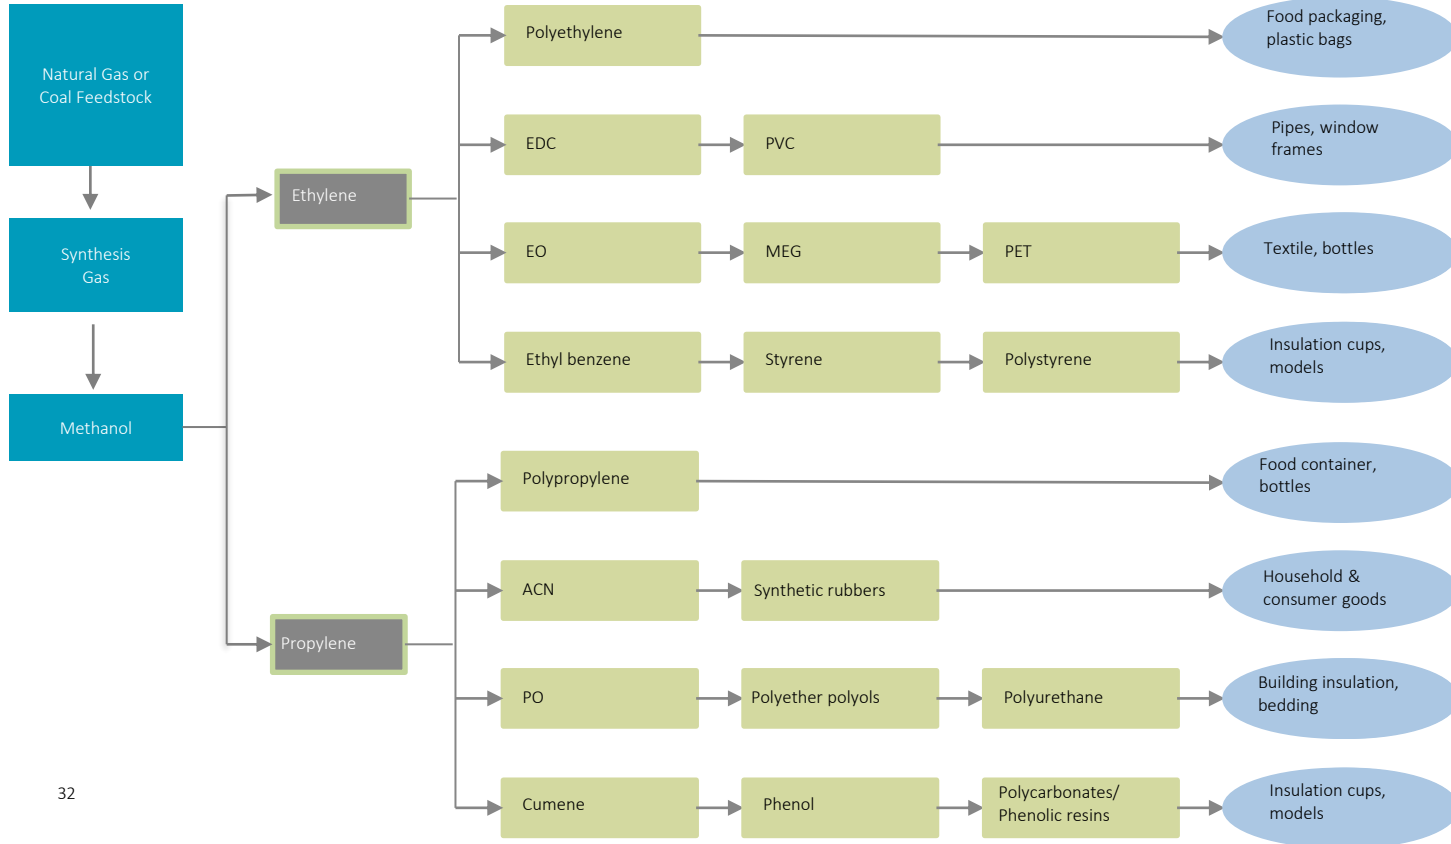 Natural Gas or
Coal Feedstock
Synthesis
Gas
Methanol
Ethylene
Propylene
Polyethylene
Food packaging,
plastic bags
EDC
PVC
Pipes, window
frames
EO
MEG
PET
Textile, bottles
Ethyl benzene
Styrene
Polystyrene
Insulation cups,
models
Polypropylene
Food container,
bottles
ACN
Synthetic rubbers
Household &
consumer goods
PO
Polyether polyols
Polyurethane
Building insulation,
bedding
Cumene
Phenol
Polycarbonates/
Phenolic resins
Insulation cups,
models
32